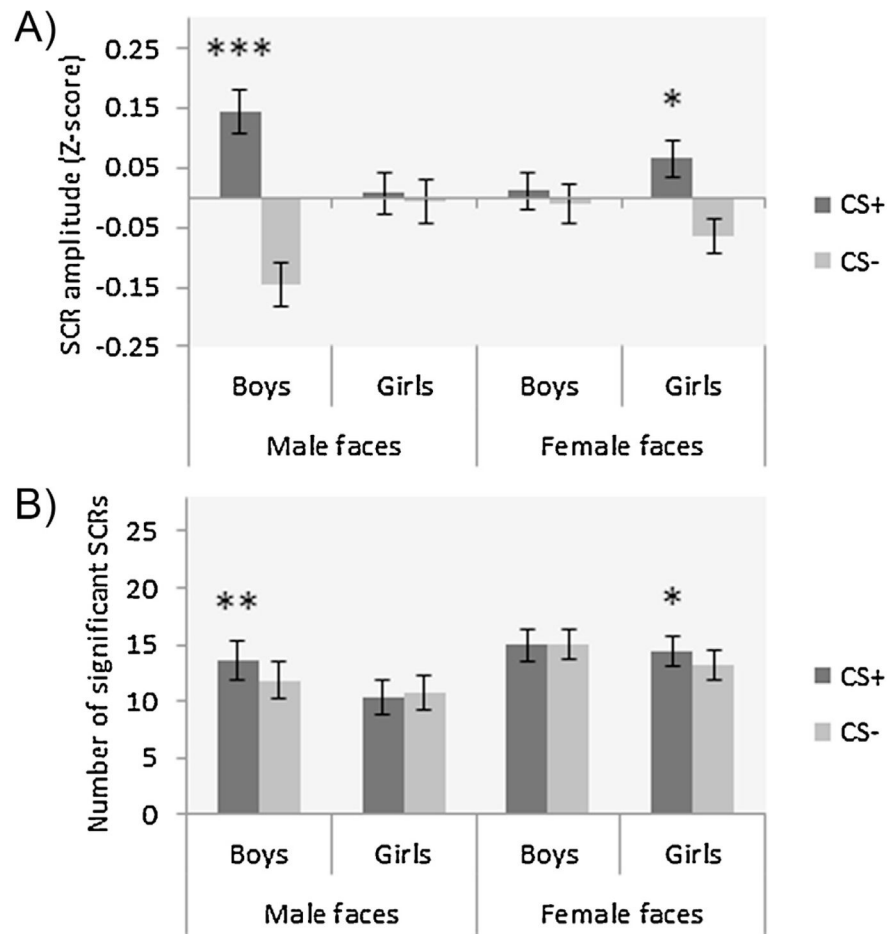 A)
SCR amplitude (Z-score)
0.25
0.15
0.05
-0.05
-0.15
-0.25
***
*
CS+
CS-
Boys Girls Boys Girls
Male faces Female faces
B)
Number of significant SCRs
25
20
15
10
5
0
**
*
CS+
CS-
Boys Girls Boys Girls
Male faces Female faces